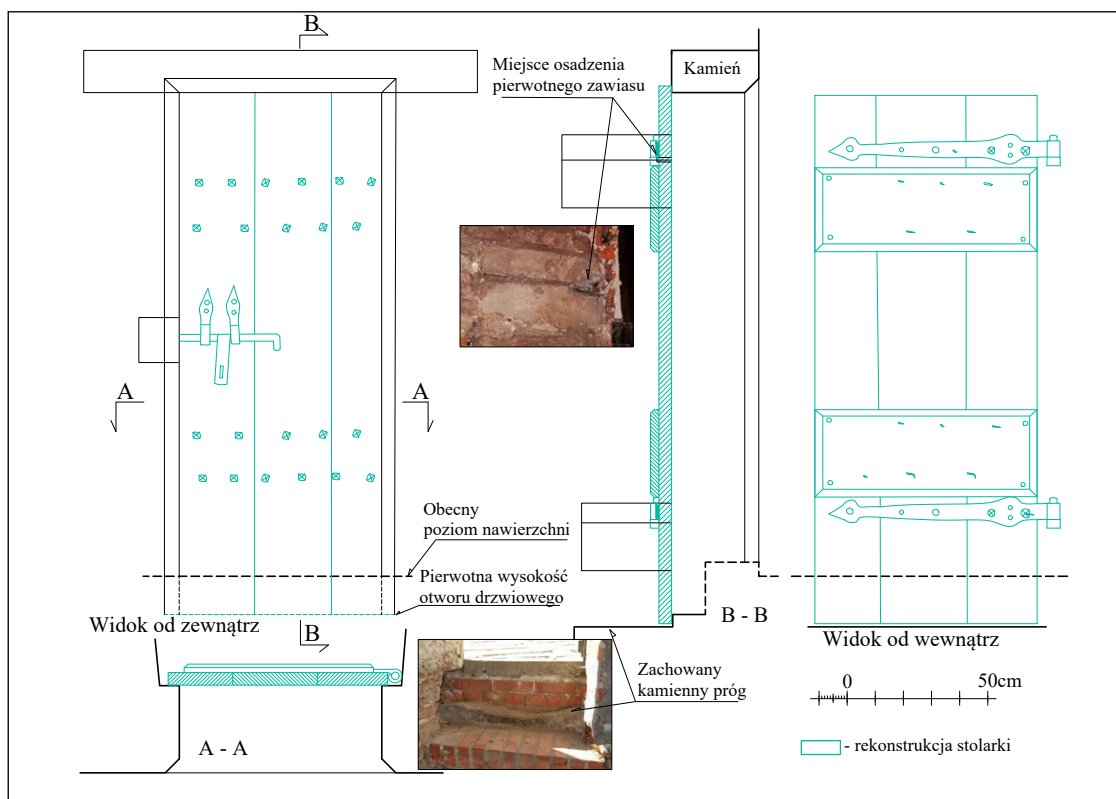 B
Miejsce osadzenia
pierwotnego zawiasu
Kamień
A
A
Obecny
poziom nawierzchni
Pierwotna wysokość
otworu drzwiowego
Widok od zewnątrz
B
B - B
Widok od wewnątrz
Zachowany
kamienny próg
A - A
0
50cm
- rekonstrukcja stolarki